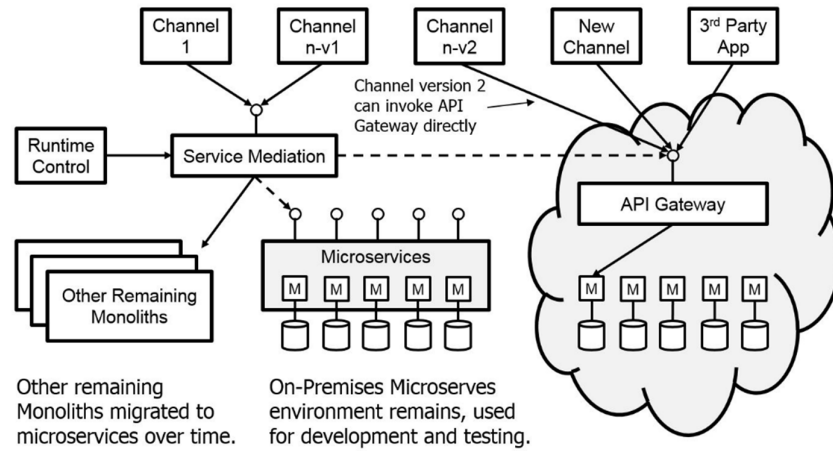 Channel
1
Channel
n-v1
Channel
n-v2
New
Channel
3rd Party
App
Channel version 2
can invoke API
Gateway directly
Runtime
Control
Service Mediation
API Gateway
Microservices
M M M M M
M M M M M
Other Remaining
Monoliths
Other remaining
Monoliths migrated to
microservices over time.
On-Premises Microserves
environment remains, used
for development and testing.